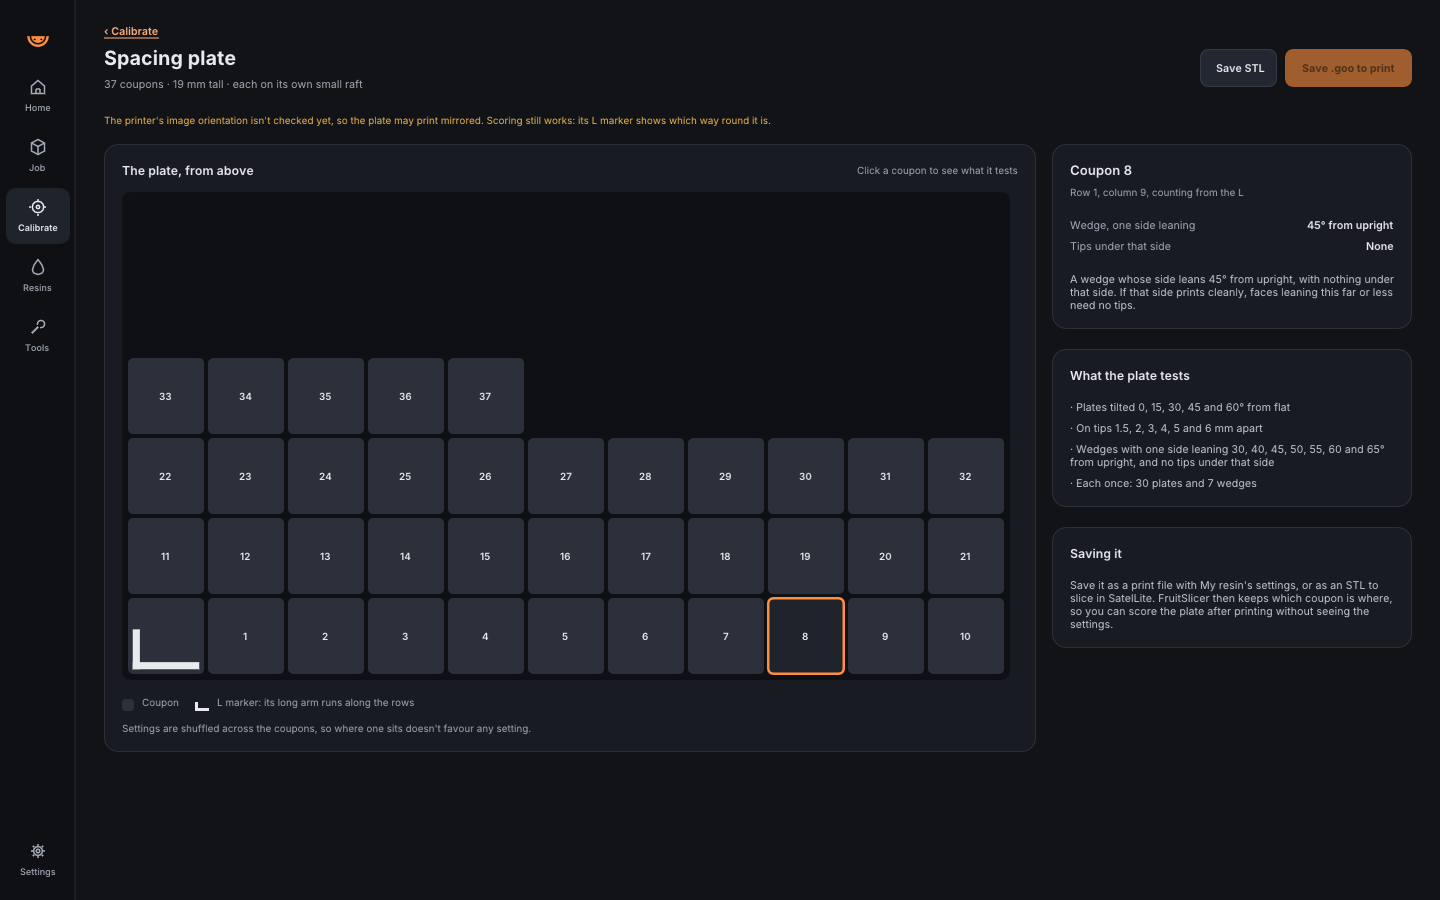 Home
Job
Calibrate
Resins
Tools
Settings
‹ Calibrate
Spacing plate
37 coupons · 19 mm tall · each on its own small raft
Save STL
Save .goo to print
The printer's image orientation isn't checked yet, so the plate may print mirrored. Scoring still works: its L marker shows which way round it is.
The plate, from above
Click a coupon to see what it tests
33 34 35 36 37
22 23 24 25 26 27 28 29 30 31 32
11 12 13 14 15 16 17 18 19 20 21
1 2 3 4 5 6 7 8 9 10
Coupon
L marker: its long arm runs along the rows
Settings are shuffled across the coupons, so where one sits doesn't favour any setting.
Coupon 8
Row 1, column 9, counting from the L
Wedge, one side leaning 45° from upright
Tips under that side None
A wedge whose side leans 45° from upright, with nothing under
that side. If that side prints cleanly, faces leaning this far or less
need no tips.
What the plate tests
· Plates tilted 0, 15, 30, 45 and 60° from flat
· On tips 1.5, 2, 3, 4, 5 and 6 mm apart
· Wedges with one side leaning 30, 40, 45, 50, 55, 60 and 65°
from upright, and no tips under that side
· Each once: 30 plates and 7 wedges
Saving it
Save it as a print file with My resin's settings, or as an STL to
slice in SatelLite. FruitSlicer then keeps which coupon is where,
so you can score the plate after printing without seeing the
settings.